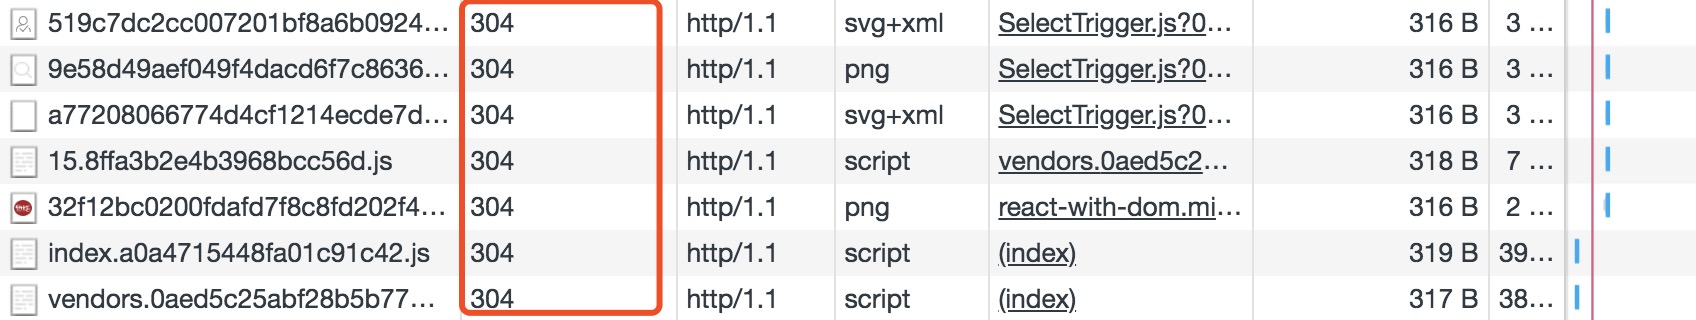 519c7dc2cc007201bf8a6b0924... 304 http/1.1 svg+xml SelectTrigger.js?0... 316 B 3 ...
9e58d49aef049f4dacd6f7c8636... 304 http/1.1 png SelectTrigger.js?0... 316 B 3 ...
a77208066774d4cf1214ecde7d... 304 http/1.1 svg+xml SelectTrigger.js?0... 316 B 3 ...
15.8ffa3b2e4b3968bcc56d.js 304 http/1.1 script vendors.0aed5c2... 318 B 7 ...
32f12bc0200fdafd7f8c8fd202f4... 304 http/1.1 png react-with-dom.mi... 316 B 2 ...
index.a0a4715448fa01c91c42.js 304 http/1.1 script (index) 319 B 39...
vendors.0aed5c25abf28b5b77... 304 http/1.1 script (index) 317 B 38...